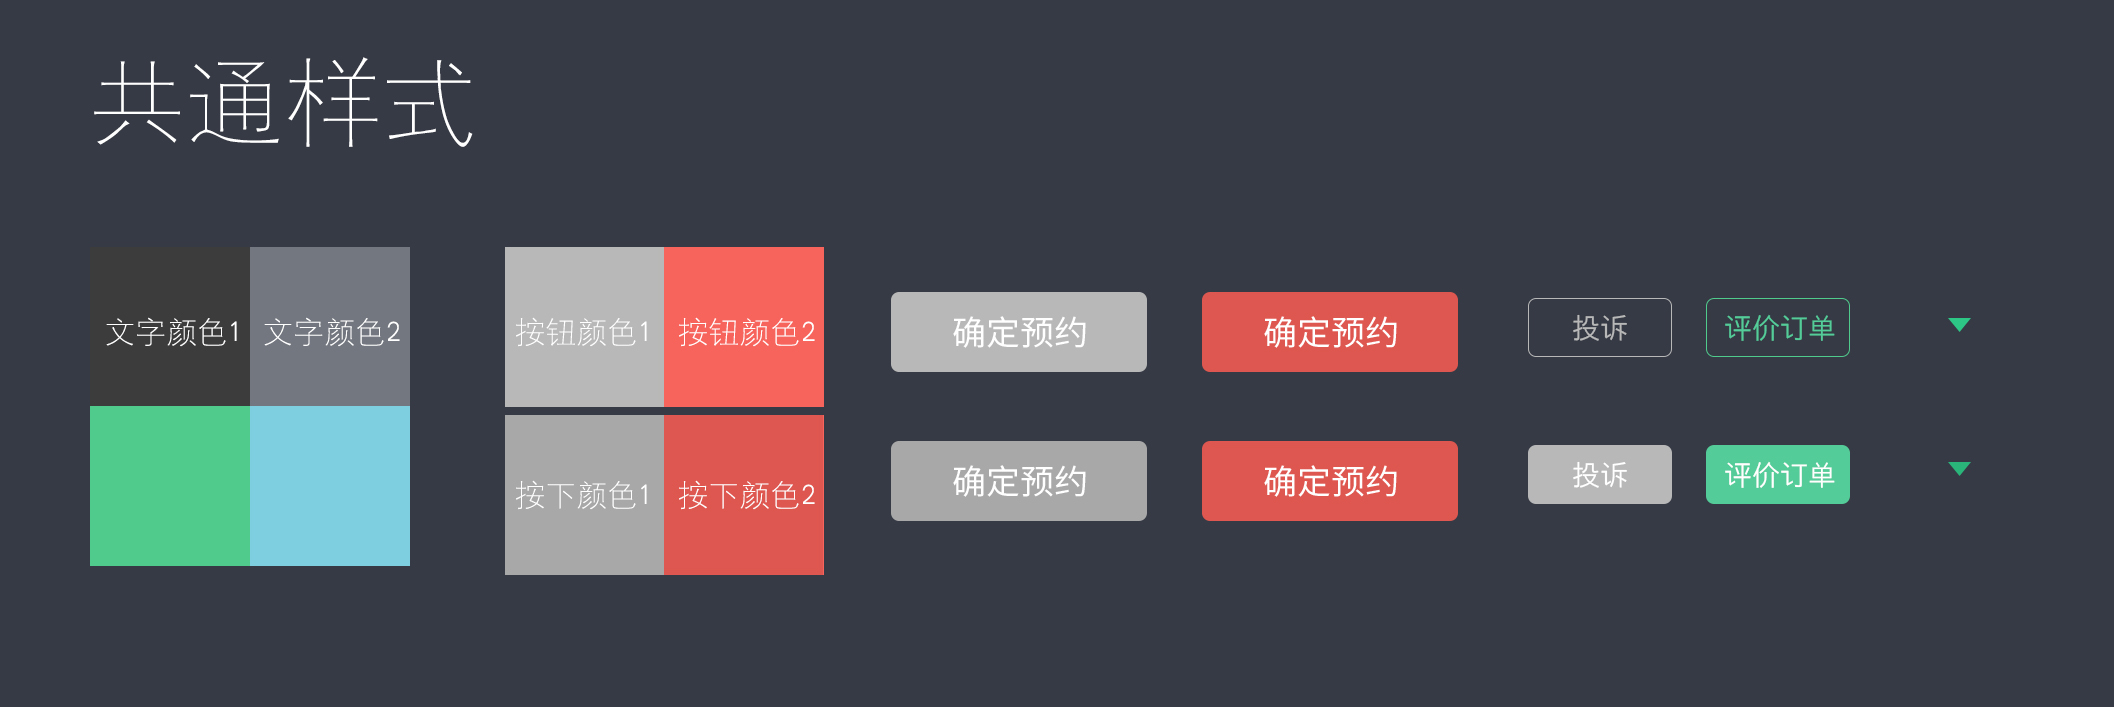 共通样式
文字颜色1
文字颜色2
按钮颜色1
按钮颜色2
确定预约
确定预约
投诉
评价订单
按下颜色1
按下颜色2
确定预约
确定预约
投诉
评价订单